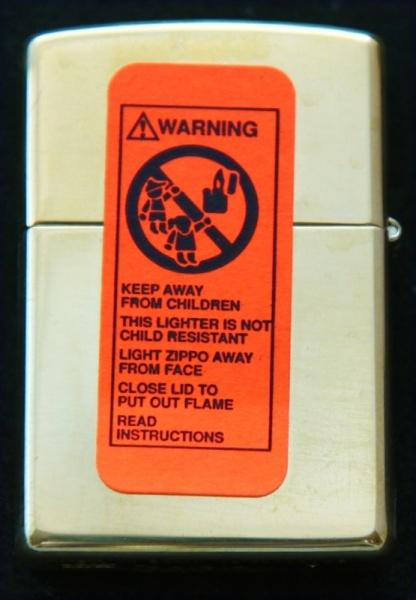 WARNING
KEEP AWAY
FROM CHILDREN
THIS LIGHTER IS NOT
CHILD RESISTANT
LIGHT ZIPPO AWAY
FROM FACE
CLOSE LID TO
PUT OUT FLAME
READ
INSTRUCTIONS